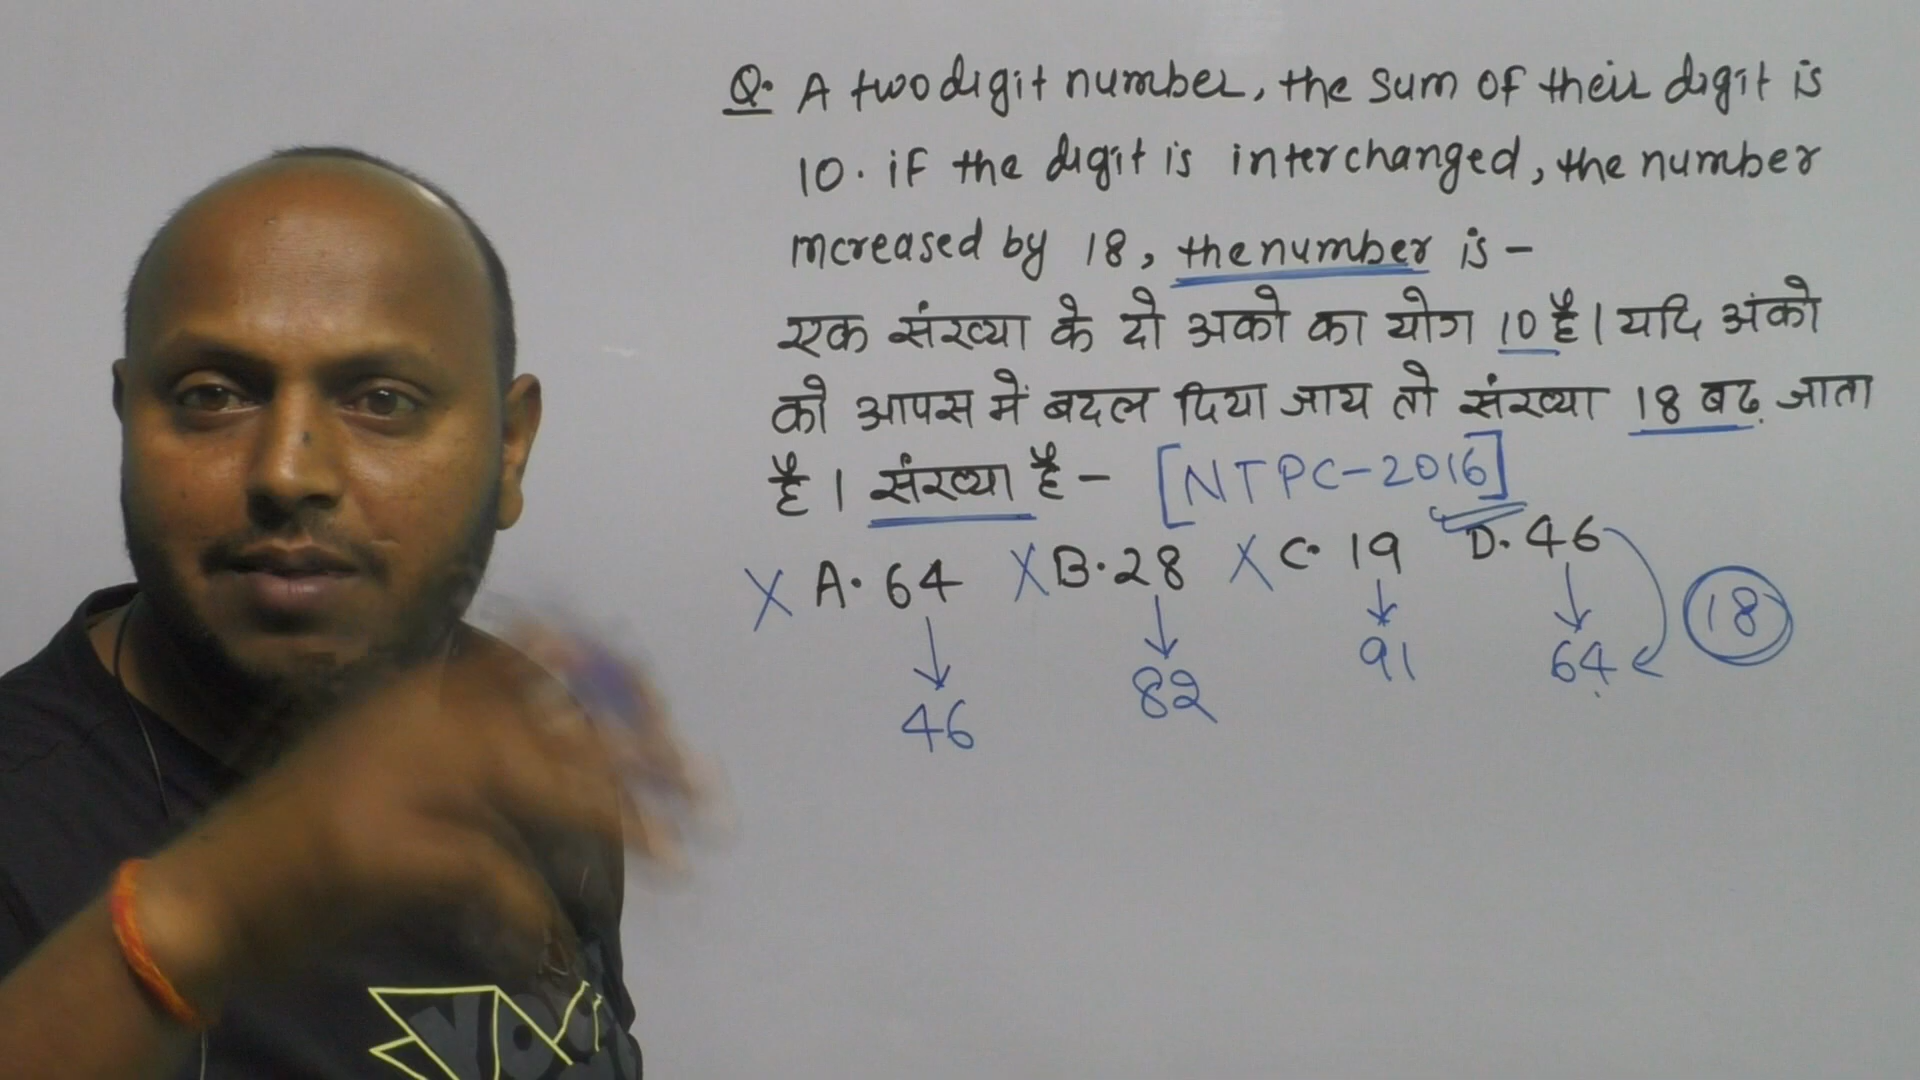 Q. A two digit number, the sum of their digit is
10. if the digit is interchanged, the number
increased by 18, the number is –
एक संख्या के दो अको का योग 10 है। यदि अंको
को आपस में बदल दिया जाय तो संख्या 18 बढ़ जाता
है। संख्या है – [NTPC-2016]
X A. 64 X B. 28 X C. 19 D. 46
46 82 91 64 18